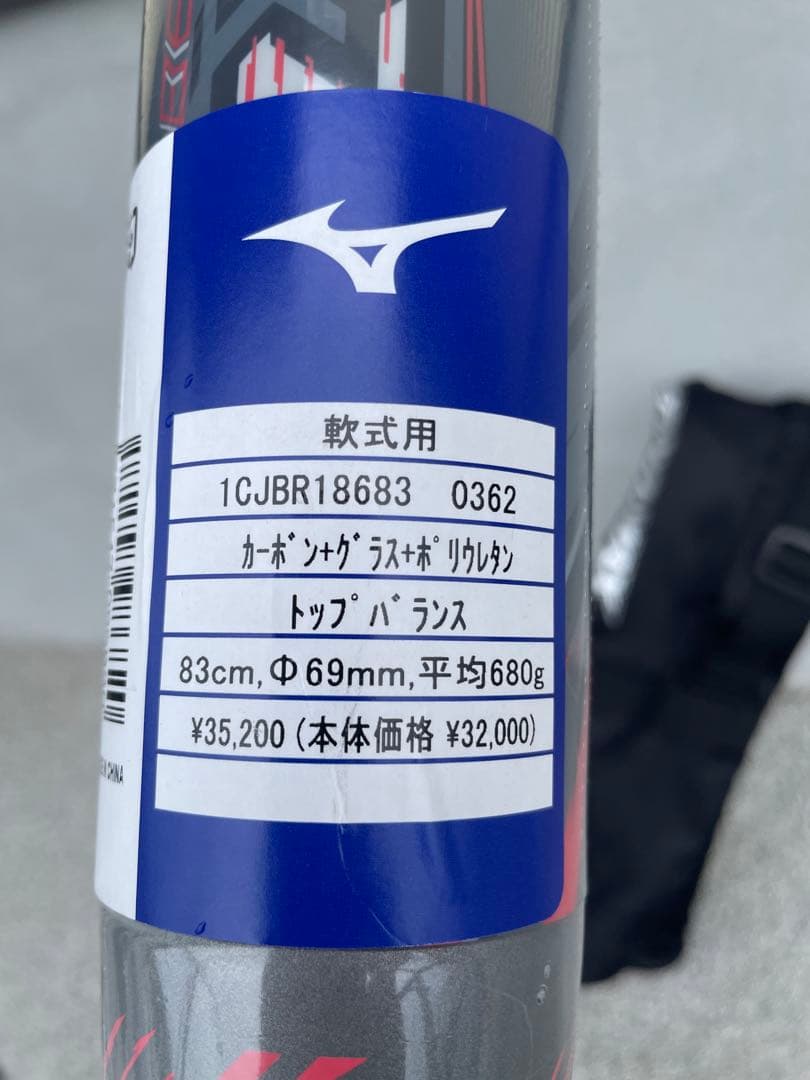 軟式用
1CJBR18683 0362
ｶｰﾎﾞﾝ+ｸﾞﾗｽ+ﾎﾟﾘｳﾚﾀﾝ
ﾄｯﾌﾟﾊﾞﾗﾝｽ
83cm,Φ69mm,平均680g
¥35,200 (本体価格 ¥32,000)
CHINA